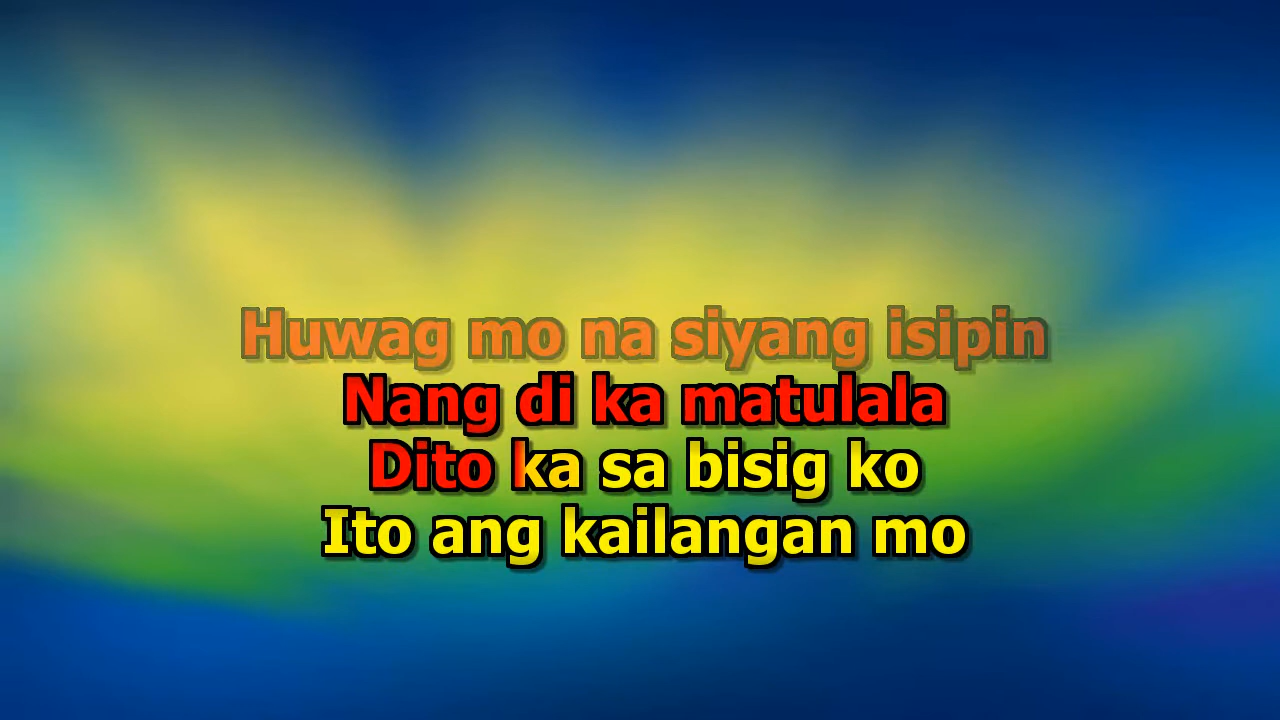 Huwag mo na siyang isipin
Nang di ka matulala
Dito ka sa bisig ko
Ito ang kailangan mo